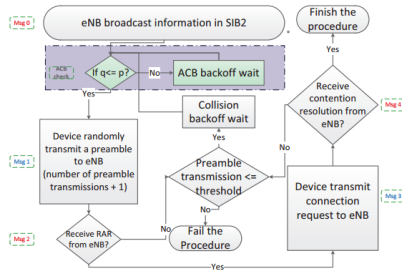 Msg 0
eNB broadcast information in SIB2
Finish the
procedure
ACB
check
If q<= p?
No
ACB backoff wait
Yes
Yes
Collision
backoff wait
Receive
contention
resolution from
eNB?
Msg 4
Device randomly
transmit a preamble to
eNB
(number of preamble
transmissions + 1)
Msg 1
Yes
No
Preamble
transmission <=
threshold
Device transmit
connection
request to eNB
Msg 3
No
No
Msg 2
Receive RAR
from eNB?
Fail the
Procedure
Yes